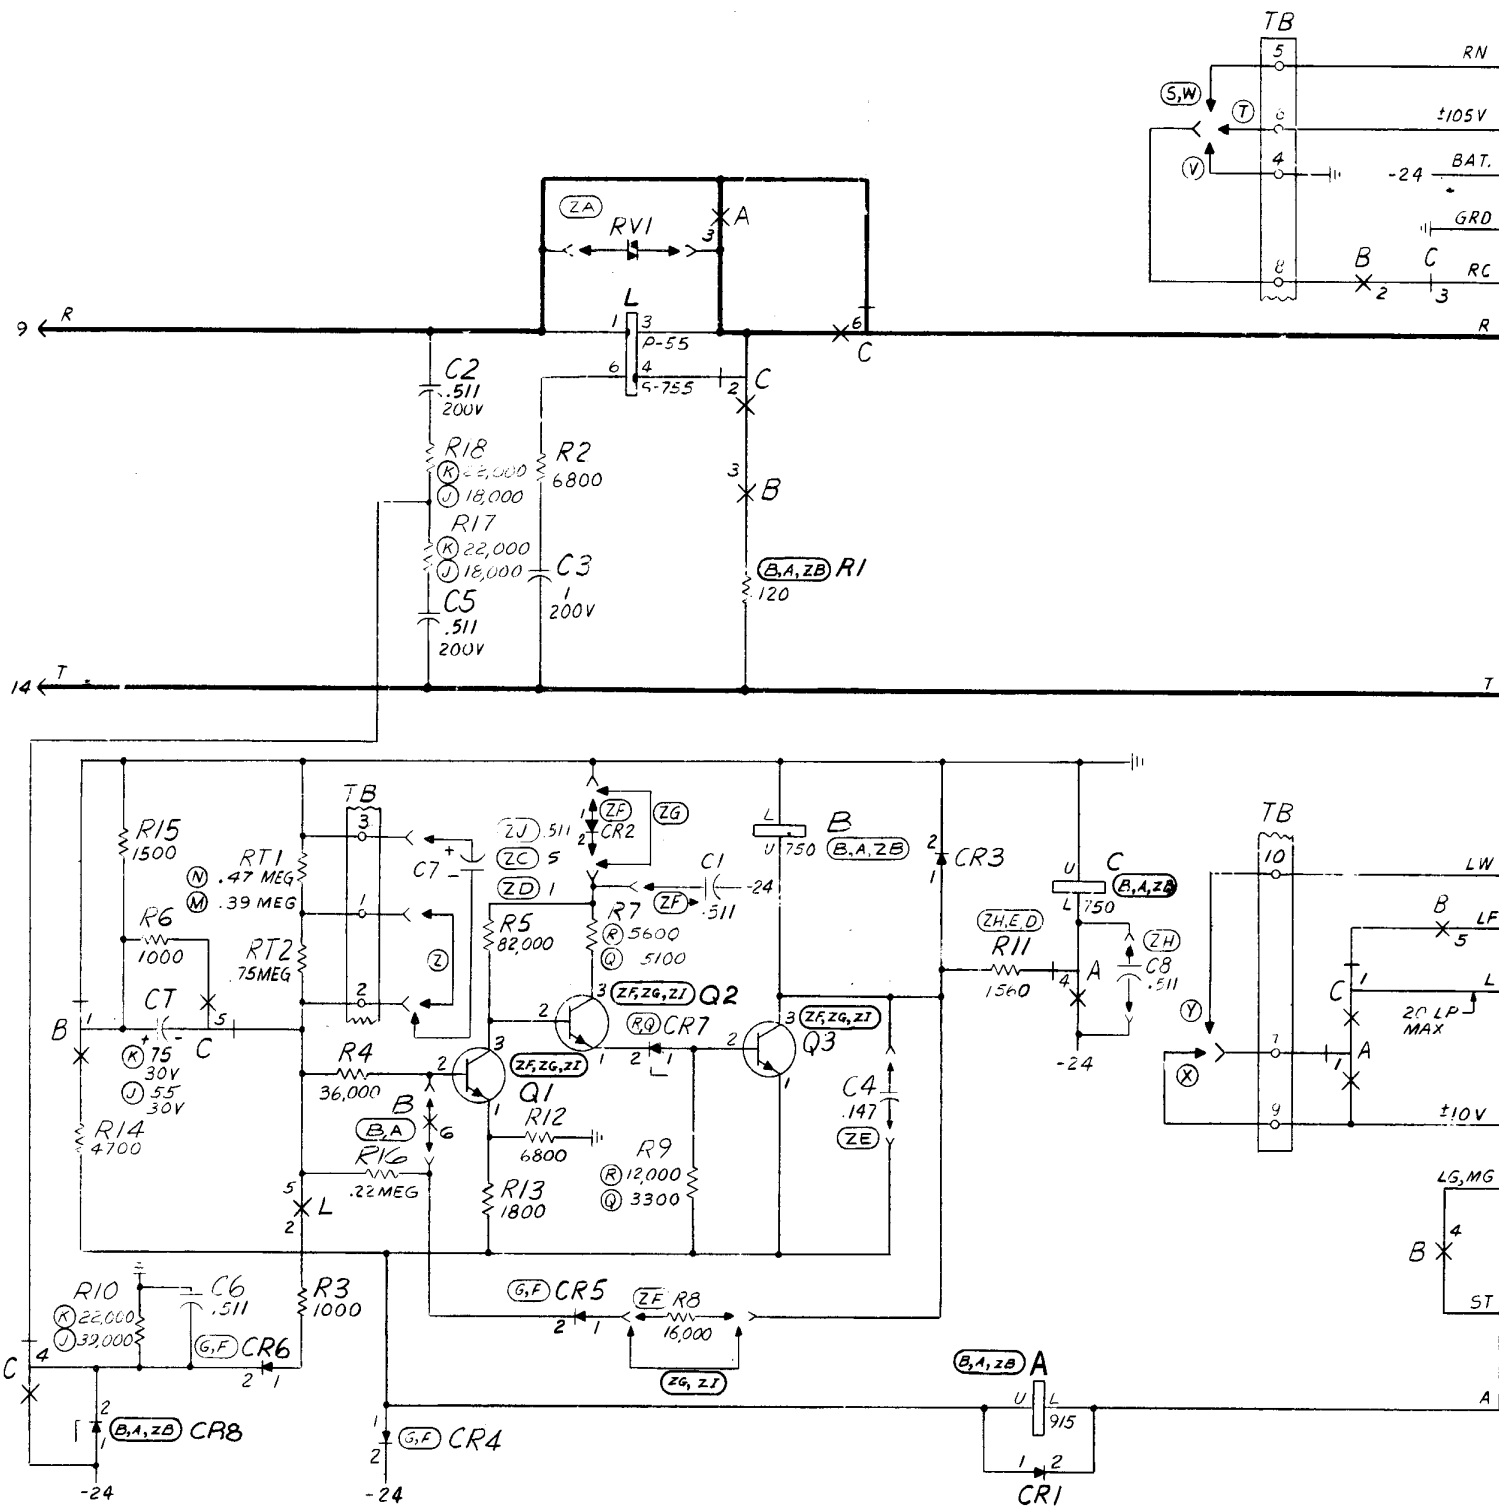 TB
5
RN
S,W
T
6
±105V
V
4
-24
BAT.
GRD
8
B
2
C
3
RC
ZA
RV1
A
3
L
9
R
1
3
P-55
6
C
R
6
4
S-755
2
C
C2
.511
200V
R18
K 22,000
J 18,000
R2
6800
3
B
R17
K 22,000
J 18,000
C3
1
200V
B,A,ZB
R1
120
C5
.511
200V
14
T
T
TB
3
R15
1500
RT1
N .47 MEG
M .39 MEG
C7
+
-
ZJ .511
ZC 5
ZD 1
1
ZF
ZG
2
CR2
L
B
U 750
B,A,ZB
2
CR3
1
U
C
B,A,ZB
L 750
TB
10
LW
C1
-24
ZF
.511
R6
1000
1
R5
82,000
R7
R 5600
Q 5100
ZH,E,D
R11
1560
ZH
C8
.511
B
5
LF
RT2
.75MEG
Z
2
4
A
1
C
L
20 LP
MAX
B
1
CT
+
-
5
C
K 75
30V
J 55
30V
2
3
ZF,ZG,ZI
Q2
R,Q
CR7
1
2
1
2
3
ZF,ZG,ZI
Q3
1
-24
Y
7
1
A
X
R4
36,000
2
3
ZF,ZG,ZI
Q1
1
C4
.147
ZE
9
±10V
R14
4700
B
B,A
6
R12
6800
R16
.22MEG
R9
R 12,000
Q 3300
LG,MG
5
L
2
R13
1800
B
4
R10
K 22,000
J 39,000
C6
.511
R3
1000
G,F
CR5
2
1
ZF
R8
16,000
ST
C
4
G,F
CR6
2
1
ZG,ZI
B,A,ZB
A
U
L
915
A
2
1
B,A,ZB
CR8
1
2
G,F
CR4
1
2
CR1
-24
-24